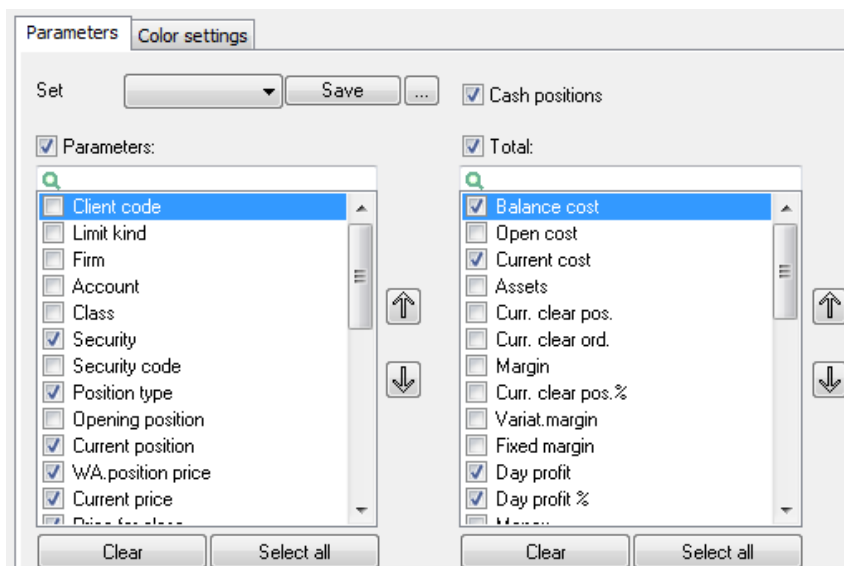 Parameters
Color settings
Set
Save
...
Cash positions
Parameters:
Total:
Client code
Limit kind
Firm
Account
Class
Security
Security code
Position type
Opening position
Current position
WA.position price
Current price
Balance cost
Open cost
Current cost
Assets
Curr. clear pos.
Curr. clear ord.
Margin
Curr. clear pos.%
Variat.margin
Fixed margin
Day profit
Day profit %
Clear
Select all
Clear
Select all